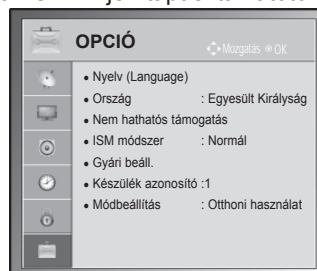 OPCIÓ
Mozgatás OK
• Nyelv (Language)
• Ország : Egyesült Királyság
• Nem hathatós támogatás
• ISM módszer : Normál
• Gyári beáll.
• Készülék azonosító :1
• Módbeállítás : Otthoni használat